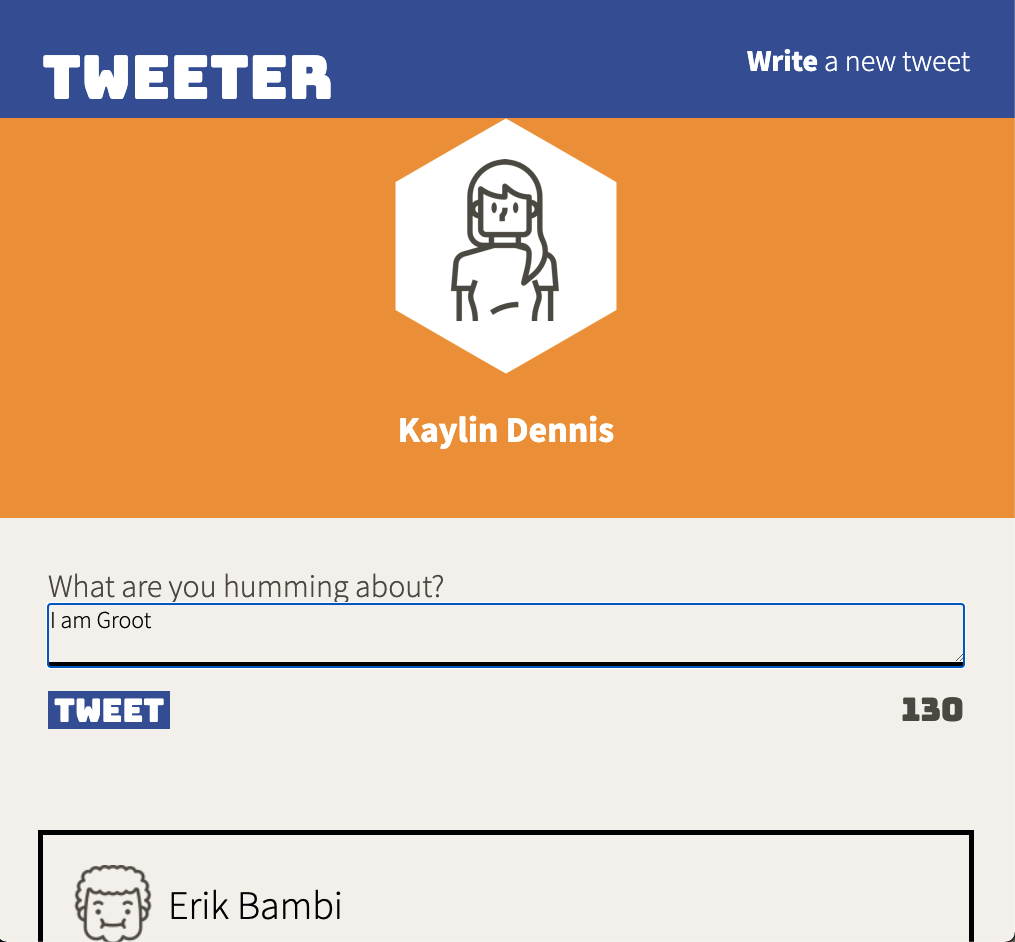 TWEETER
Write a new tweet
Kaylin Dennis
What are you humming about?
I am Groot
TWEET
130
Erik Bambi